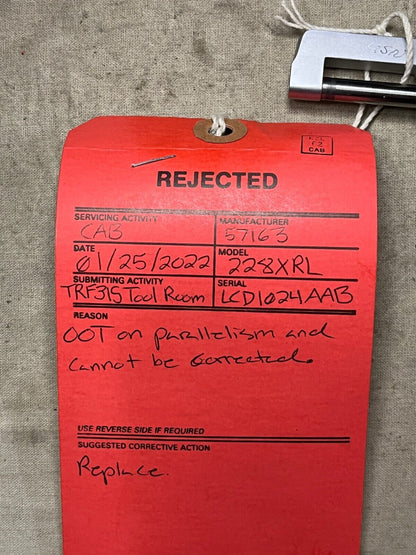 CAB
REJECTED
SERVICING ACTIVITY MANUFACTURER
CAB 57163
DATE MODEL
01/25/2022 228XRL
SUBMITTING ACTIVITY SERIAL
TRF315 Tool Room LCD1024AAB
REASON
OOT on parallelism and
Cannot be corrected.
USE REVERSE SIDE IF REQUIRED
SUGGESTED CORRECTIVE ACTION
Replace.